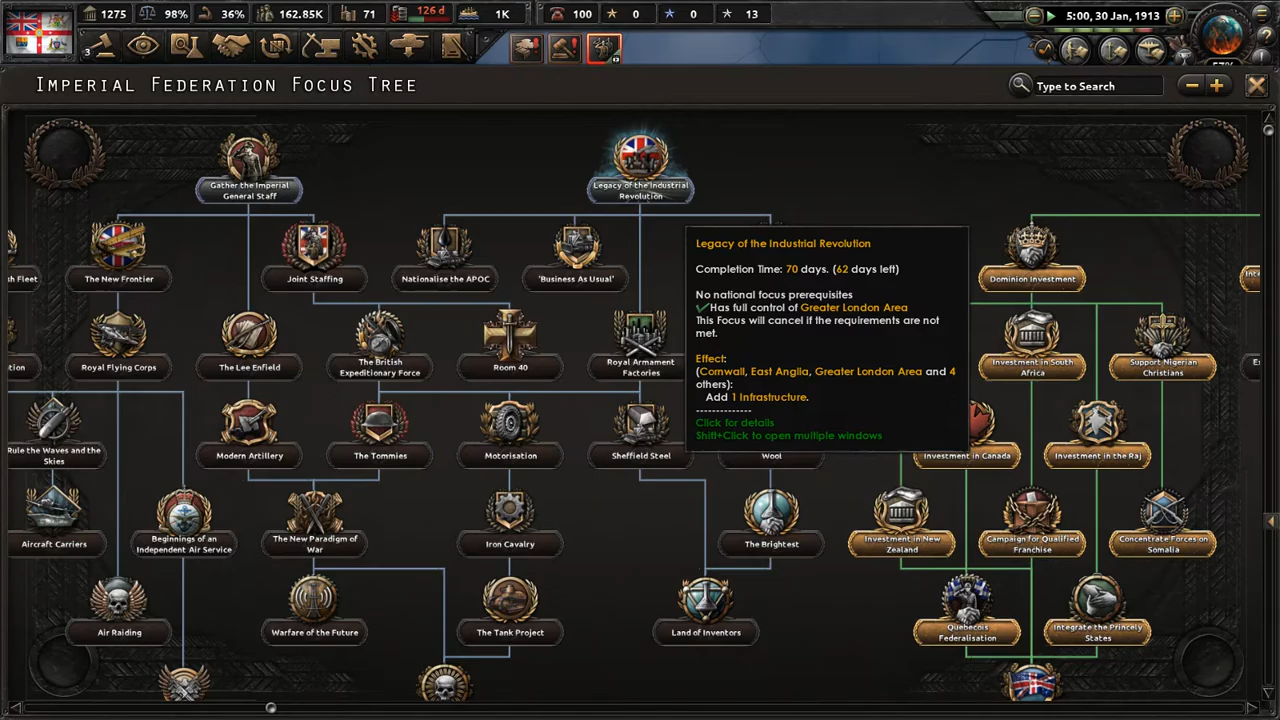 1275
98%
36%
162.85K
71
126 d
1K
100
0
0
13
5:00, 30 Jan, 1913
3
57%
Imperial Federation Focus Tree
Type to Search
Gather the Imperial
General Staff
Legacy of the Industrial
Revolution
The New Frontier
Joint Staffing
Nationalise the APOC
'Business As Usual'
Dominion Investment
Royal Flying Corps
The Lee Enfield
The British
Expeditionary Force
Room 40
Royal Armament
Factories
Investment in South
Africa
Support Nigerian
Christians
Rule the Waves and the
Skies
Modern Artillery
The Tommies
Motorisation
Sheffield Steel
Wool
Investment in Canada
Investment in the Raj
Aircraft Carriers
Beginnings of an
Independent Air Service
The New Paradigm of
War
Iron Cavalry
The Brightest
Investment in New
Zealand
Campaign for Qualified
Franchise
Concentrate Forces on
Somalia
Air Raiding
Warfare of the Future
The Tank Project
Land of Inventors
Quebecois
Federalisation
Integrate the Princely
States
Legacy of the Industrial Revolution
Completion Time: 70 days. (62 days left)
No national focus prerequisites
Has full control of Greater London Area
This Focus will cancel if the requirements are not
met.
Effect:
(Cornwall, East Anglia, Greater London Area and 4
others):
Add 1 Infrastructure.
--------------
Click for details
Shift+Click to open multiple windows